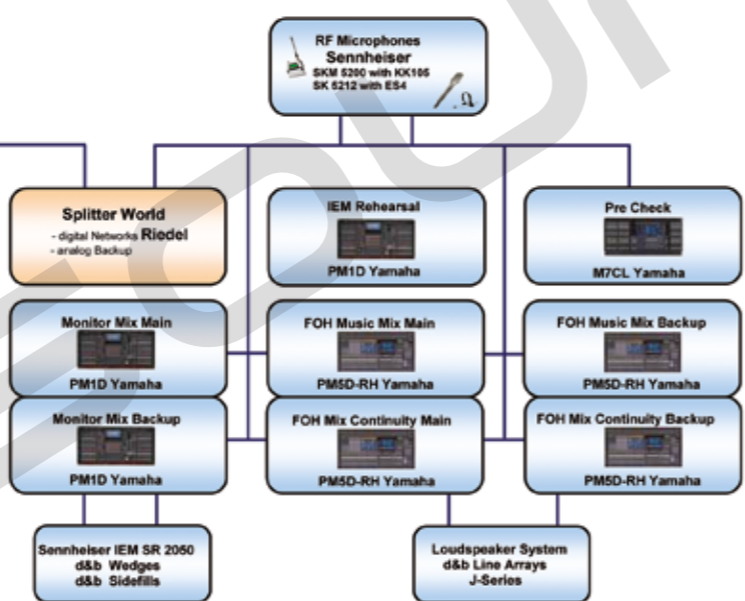 RF Microphones
Sennheiser
SKM 5200 with KK105
SK 5212 with ES4
Splitter World
- digital Networks Riedel
- analog Backup
IEM Rehearsal
PM1D Yamaha
Pre Check
M7CL Yamaha
Monitor Mix Main
PM1D Yamaha
FOH Music Mix Main
PM5D-RH Yamaha
FOH Music Mix Backup
PM5D-RH Yamaha
Monitor Mix Backup
PM1D Yamaha
FOH Mix Continuity Main
PM5D-RH Yamaha
FOH Mix Continuity Backup
PM5D-RH Yamaha
Sennheiser IEM SR 2050
d&b Wedges
d&b Sidefills
Loudspeaker System
d&b Line Arrays
J-Series